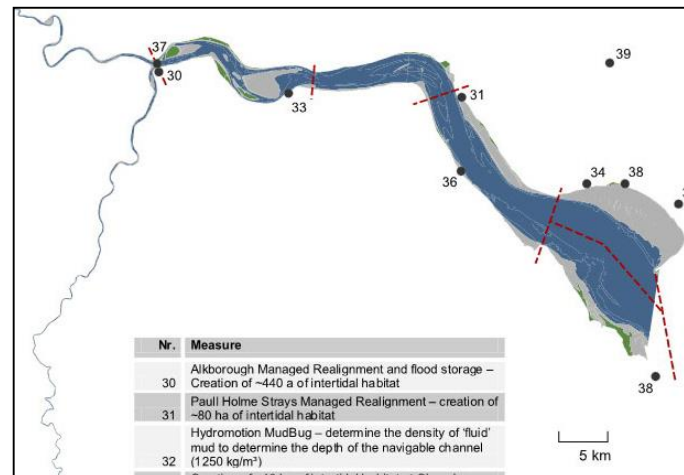 37
30
33
31
39
36
34
38
38
5 km
Nr. Measure
Alkborough Managed Realignment and flood storage –
30 Creation of ~440 a of intertidal habitat
Paull Holme Strays Managed Realignment – creation of
31 ~80 ha of intertidal habitat
Hydromotion MudBug – determine the density of 'fluid'
mud to determine the depth of the navigable channel
32 (1250 kg/m³)